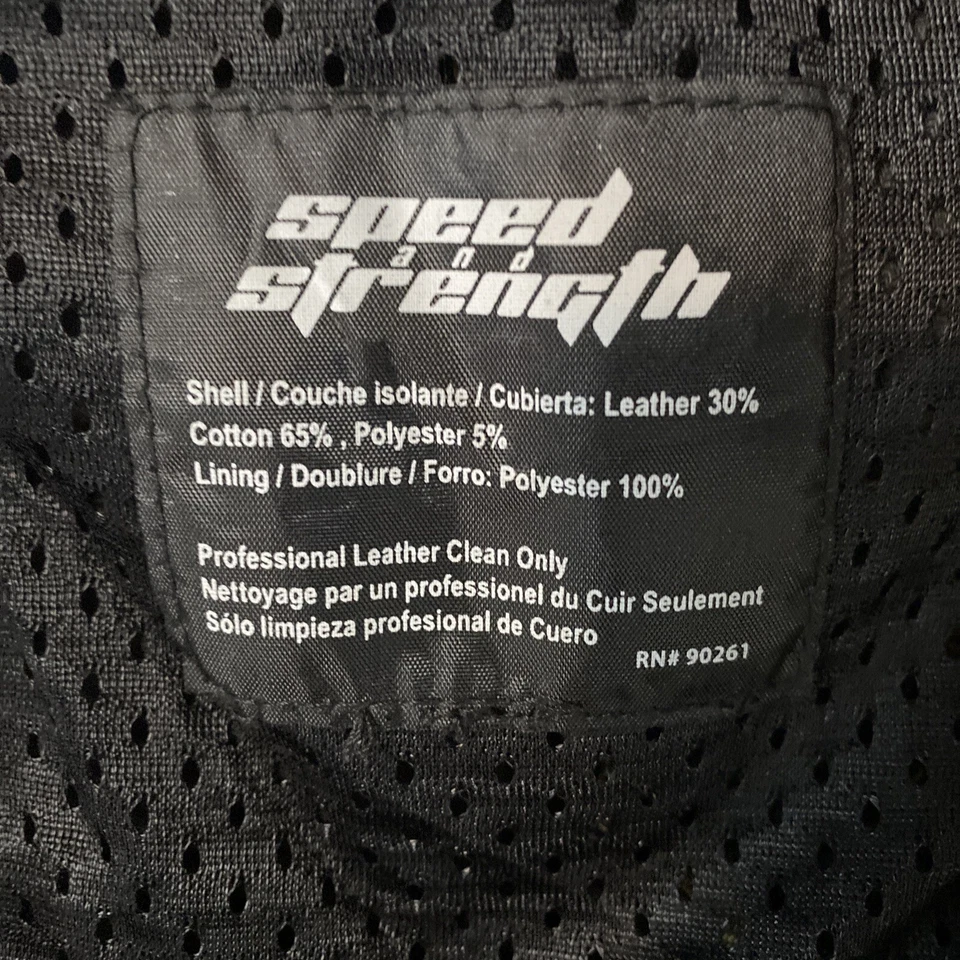 speed
and
strength
Shell / Couche isolante / Cubierta: Leather 30%
Cotton 65% , Polyester 5%
Lining / Doublure / Forro: Polyester 100%
Professional Leather Clean Only
Nettoyage par un professionel du Cuir Seulement
Sólo limpieza profesional de Cuero
RN# 90261